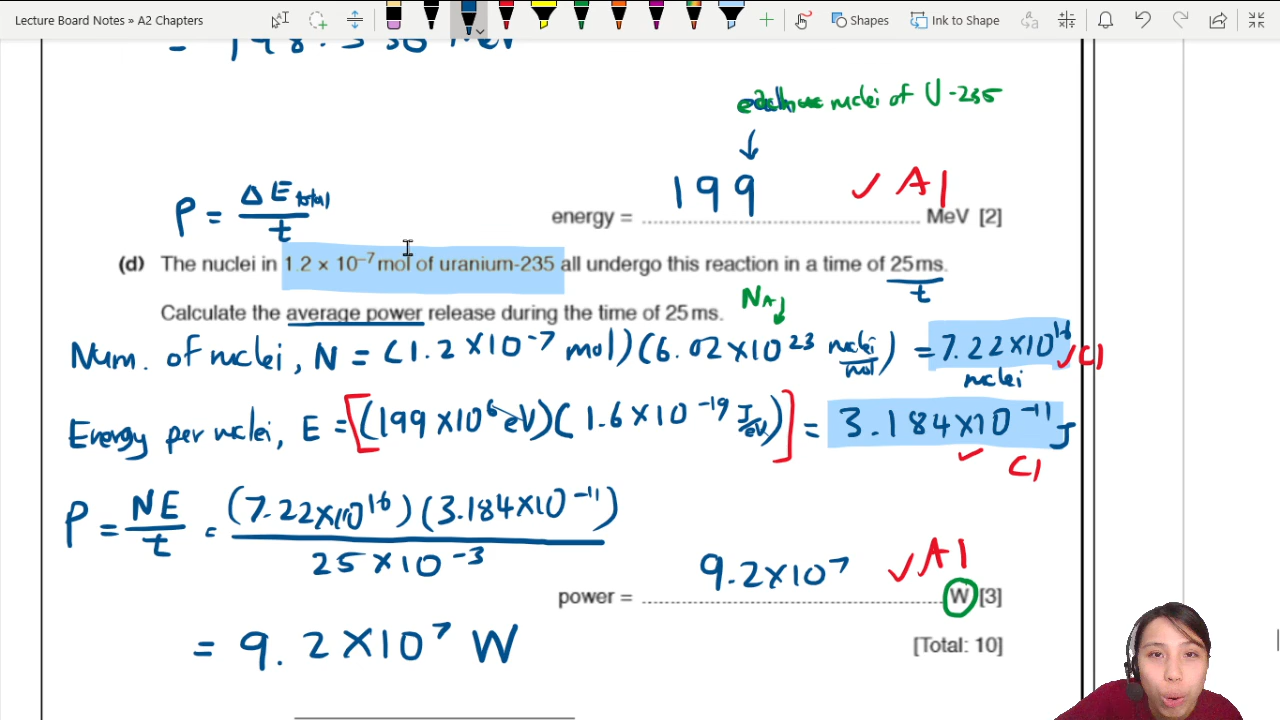 Lecture Board Notes » A2 Chapters
Shapes
Ink to Shape
= 198.336 MeV
nuclei of U-235
P = ΔE total / t
199 ✓ A1
energy = ........ MeV [2]
(d) The nuclei in 1.2 × 10⁻⁷ mol of uranium-235 all undergo this reaction in a time of 25 ms.
t
Calculate the average power release during the time of 25 ms.
NA
Num. of nuclei, N = (1.2×10⁻⁷ mol)(6.02×10²³ nuclei/mol) = 7.22×10¹⁶ nuclei ✓ C1
Energy per nuclei, E = [(199×10⁶ eV)(1.6×10⁻¹⁹ J/eV)] = 3.184×10⁻¹¹ J
✓ C1
P = NE/t = (7.22×10¹⁶)(3.184×10⁻¹¹) / 25×10⁻³
9.2×10⁷ ✓ A1
power = ........ W [3]
= 9.2×10⁷ W
[Total: 10]